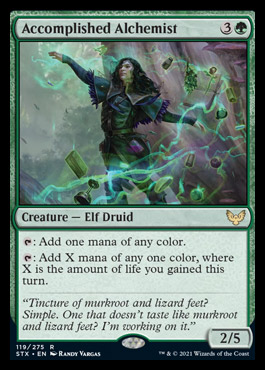 Accomplished Alchemist 3
Creature — Elf Druid
: Add one mana of any color.
: Add X mana of any one color, where
X is the amount of life you gained this
turn.
“Tincture of murkroot and lizard feet?
Simple. One that doesn’t taste like murkroot
and lizard feet? I’m working on it.”
2/5
119/275 R
STX • EN Randy Vargas ™ & © 2021 Wizards of the Coast